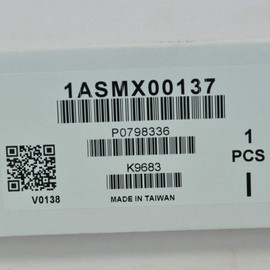 1ASMX00137
P0798336
K9683
1
PCS
I
V0138
MADE IN TAIWAN